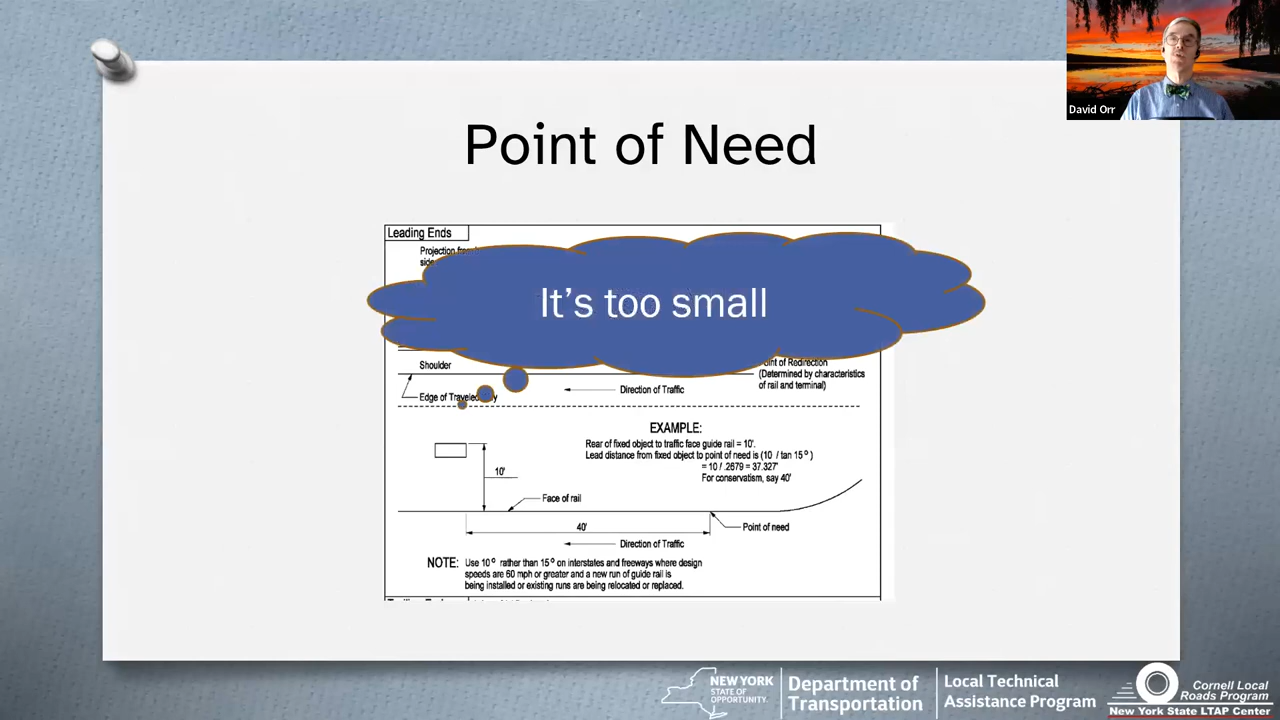 David Orr
Point of Need
Leading Ends
Projection from
side
It's too small
Shoulder
Edge of Traveled
Direction of Traffic
Point of Redirection
(Determined by characteristics
of rail and terminal)
EXAMPLE:
Rear of fixed object to traffic face guide rail = 10'.
Lead distance from fixed object to point of need is (10 / tan 15°)
= 10 / .2679 = 37.327'
For conservatism, say 40'
10'
Face of rail
40'
Point of need
Direction of Traffic
NOTE: Use 10° rather than 15° on interstates and freeways where design
speeds are 60 mph or greater and a new run of guide rail is
being installed or existing runs are being relocated or replaced.
NEW YORK
STATE OF
OPPORTUNITY.
Department of
Transportation
Local Technical
Assistance Program
Cornell Local
Roads Program
New York State LTAP Center